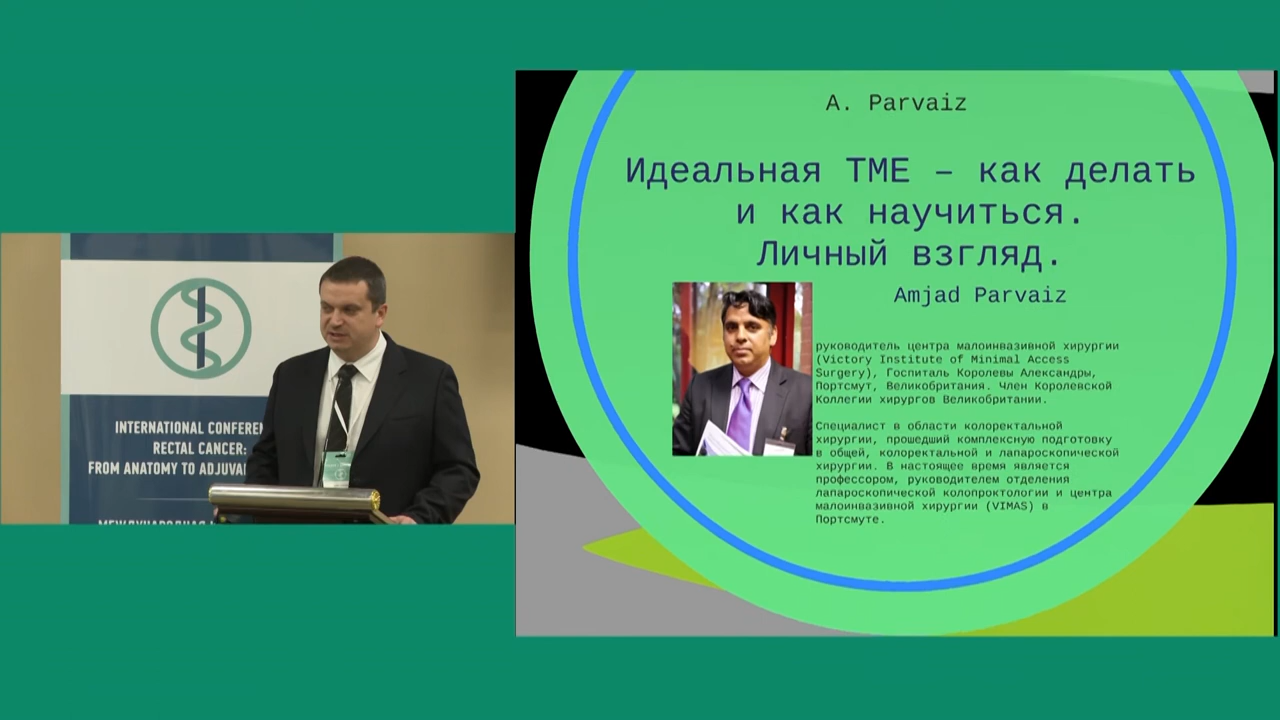 INTERNATIONAL
RECTAL CANCER:
FROM ANATOMY TO
A. Parvaiz
Идеальная ТМЕ – как делать
и как научиться.
Личный взгляд.
Amjad Parvaiz
руководитель центра малоинвазивной хирургии
(Victory Institute of Minimal Access
Surgery), Госпиталь Королевы Александры,
Портсмут, Великобритания. Член Королевской
Коллегии хирургов Великобритании.
Специалист в области колоректальной
хирургии, прошедший комплексную подготовку
в общей, колоректальной и лапароскопической
хирургии. В настоящее время является
профессором, руководителем отделения
лапароскопической колопроктологии и центра
малоинвазивной хирургии (VIMAS) в
Портсмуте.